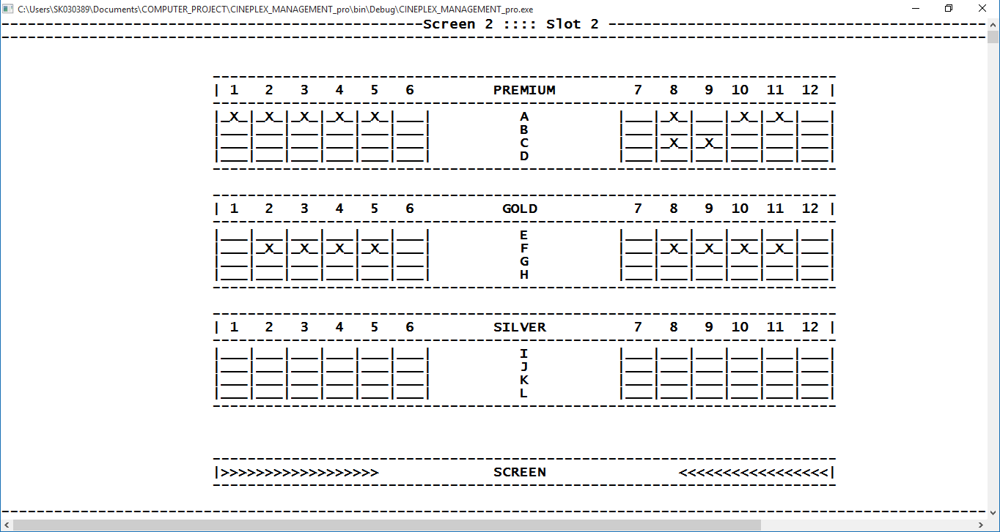 C:\Users\SK030389\Documents\COMPUTER_PROJECT\CINEPLEX_MANAGEMENT_pro\bin\Debug\CINEPLEX_MANAGEMENT_pro.exe
------------------------------------------------Screen 2 :::: Slot 2 -------------------------------------------
----------------------------------------------------------------------------------------------------------------
-----------------------------------------------------------------------
| 1   2   3   4   5   6         PREMIUM         7   8   9  10  11  12 |
-----------------------------------------------------------------------
|_X_|_X_|_X_|_X_|_X_|___|          A          |___|_X_|___|_X_|_X_|___|
|___|___|___|___|___|___|          B          |___|___|___|___|___|___|
|___|___|___|___|___|___|          C          |___|_X_|_X_|___|___|___|
|___|___|___|___|___|___|          D          |___|___|___|___|___|___|
-----------------------------------------------------------------------
-----------------------------------------------------------------------
| 1   2   3   4   5   6          GOLD           7   8   9  10  11  12 |
-----------------------------------------------------------------------
|___|___|___|___|___|___|          E          |___|___|___|___|___|___|
|___|_X_|_X_|_X_|_X_|___|          F          |___|_X_|_X_|_X_|_X_|___|
|___|___|___|___|___|___|          G          |___|___|___|___|___|___|
|___|___|___|___|___|___|          H          |___|___|___|___|___|___|
-----------------------------------------------------------------------
-----------------------------------------------------------------------
| 1   2   3   4   5   6         SILVER          7   8   9  10  11  12 |
-----------------------------------------------------------------------
|___|___|___|___|___|___|          I          |___|___|___|___|___|___|
|___|___|___|___|___|___|          J          |___|___|___|___|___|___|
|___|___|___|___|___|___|          K          |___|___|___|___|___|___|
|___|___|___|___|___|___|          L          |___|___|___|___|___|___|
-----------------------------------------------------------------------
-----------------------------------------------------------------------
|>>>>>>>>>>>>>>>>>>             SCREEN               <<<<<<<<<<<<<<<<<|
-----------------------------------------------------------------------
----------------------------------------------------------------------------------------------------------------